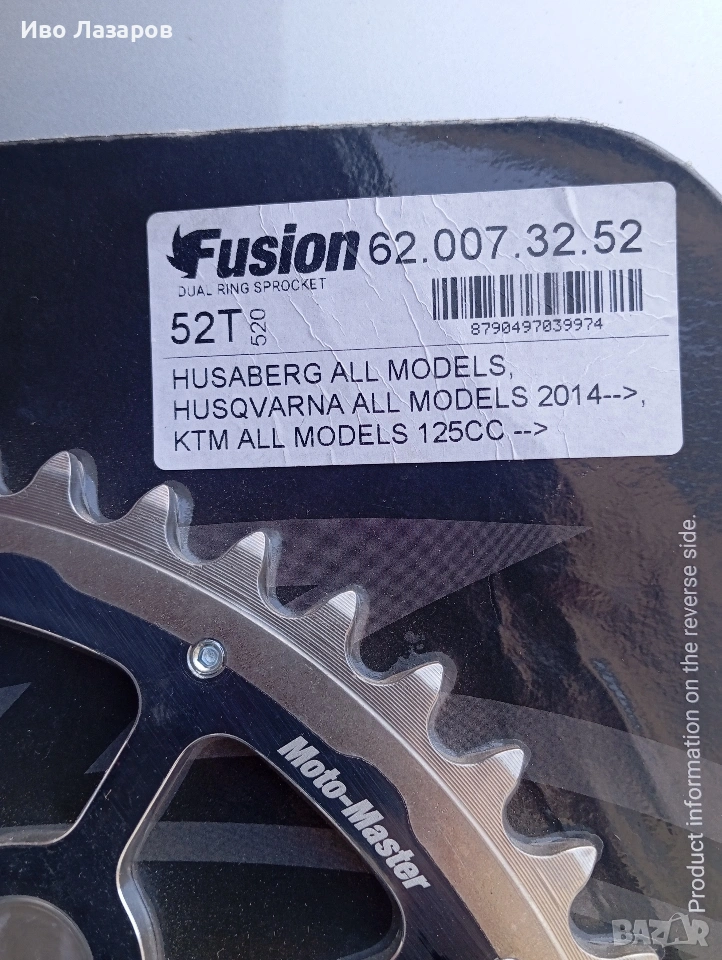 Иво Лазаров
Fusion 62.007.32.52
DUAL RING SPROCKET
52T 520
8790497039974
HUSABERG ALL MODELS,
HUSQVARNA ALL MODELS 2014-->,
KTM ALL MODELS 125CC -->
Moto-Master
Product information on the reverse side.
BAZAR